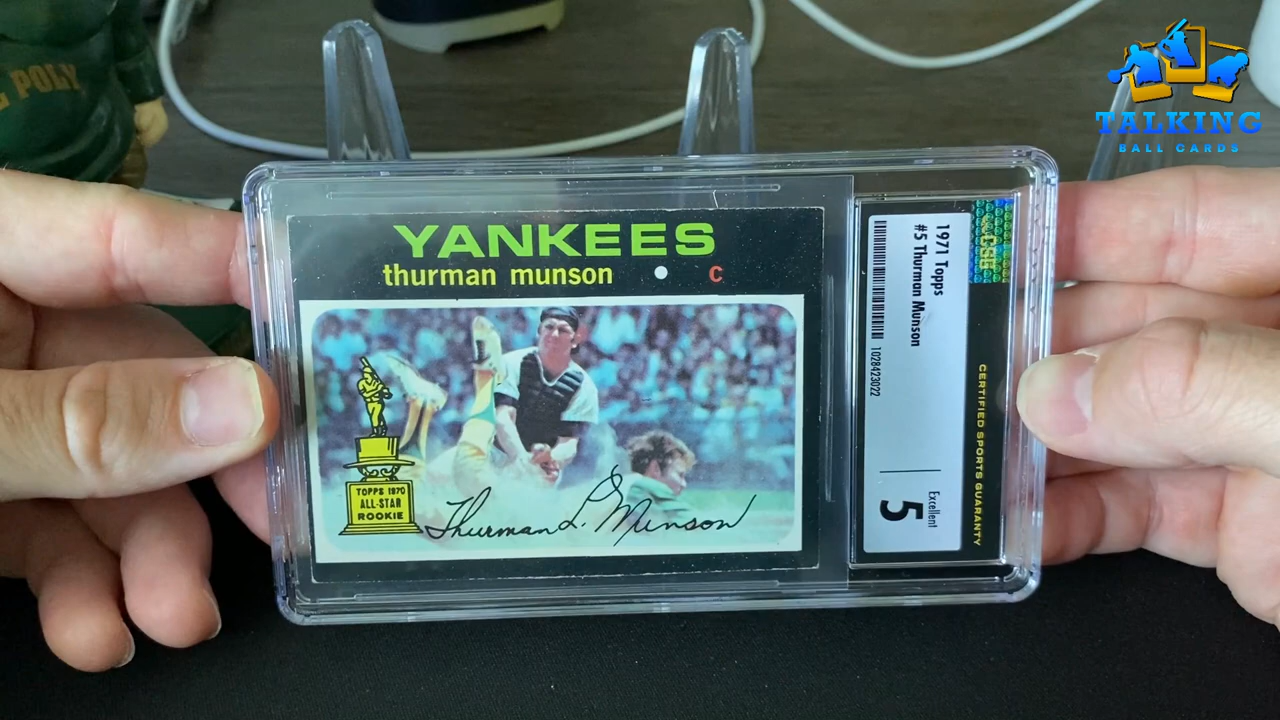 POLY
TALKING
BALL CARDS
YANKEES
thurman munson • C
TOPPS 1970
ALL-STAR
ROOKIE
Thurman L. Munson
CSG
1971 Topps
#5 Thurman Munson
1028423022
Excellent
5
CERTIFIED SPORTS GUARANTY